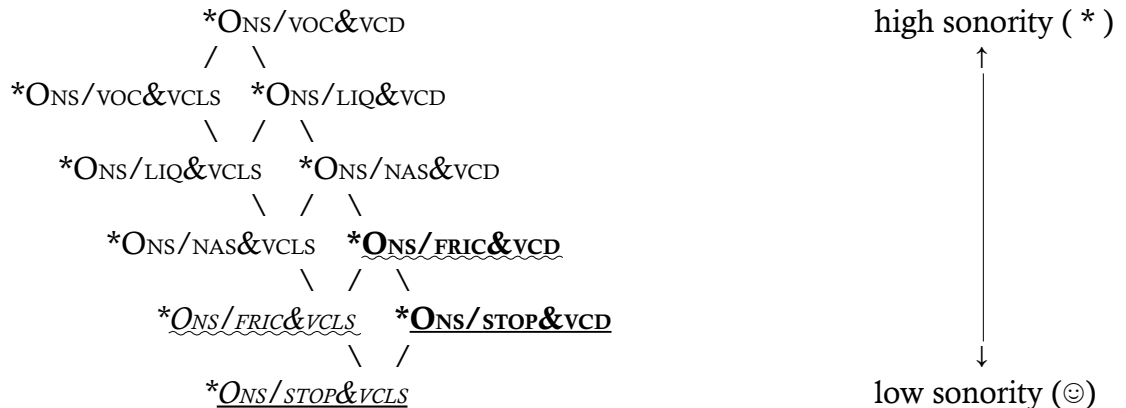 *ONS/VOC&VCD high sonority ( * )
*ONS/VOC&VCLS *ONS/LIQ&VCD
*ONS/LIQ&VCLS *ONS/NAS&VCD
*ONS/NAS&VCLS *ONS/FRIC&VCD
*ONS/FRIC&VCLS *ONS/STOP&VCD
*ONS/STOP&VCLS low sonority (☺)